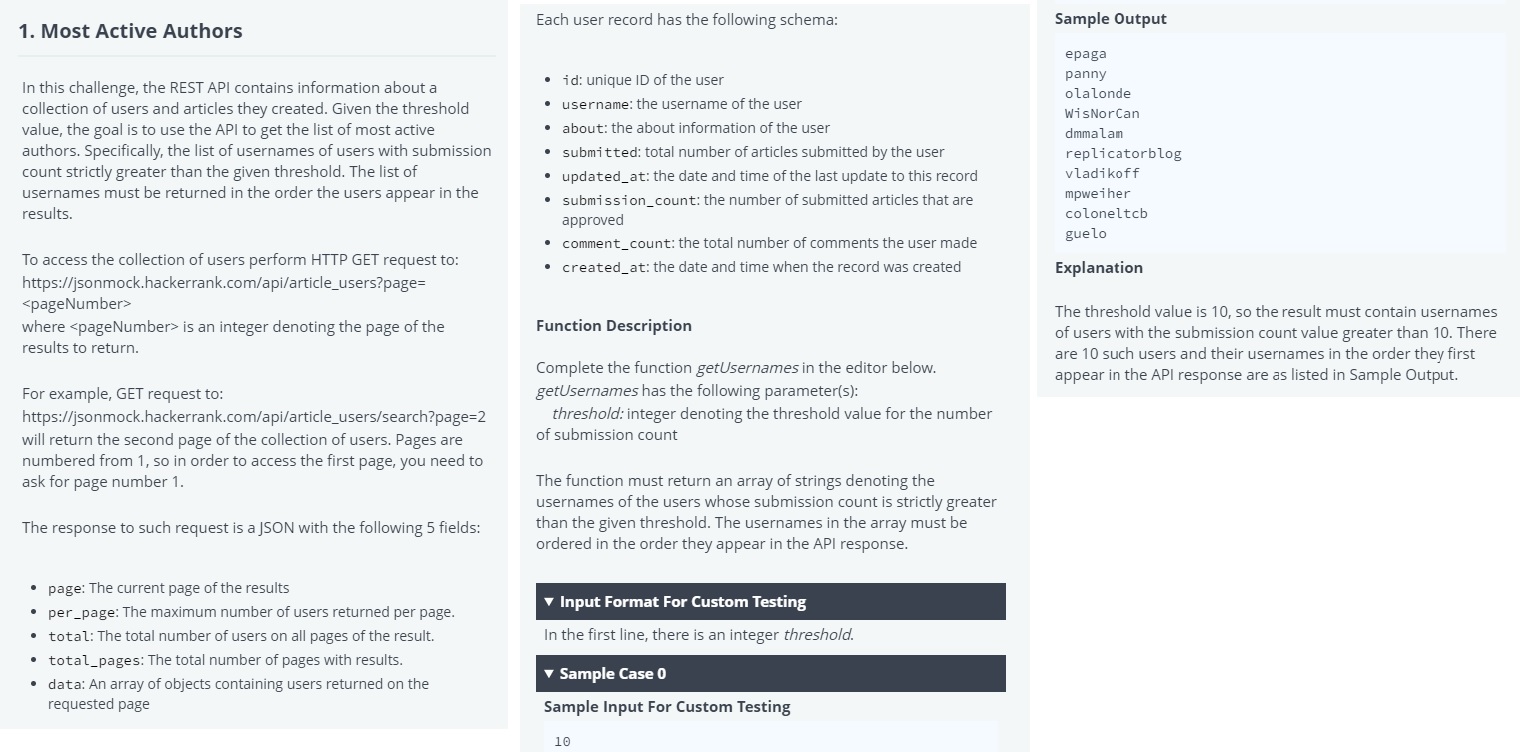 1. Most Active Authors
In this challenge, the REST API contains information about a
collection of users and articles they created. Given the threshold
value, the goal is to use the API to get the list of most active
authors. Specifically, the list of usernames of users with submission
count strictly greater than the given threshold. The list of
usernames must be returned in the order the users appear in the
results.
To access the collection of users perform HTTP GET request to:
https://jsonmock.hackerrank.com/api/article_users?page=
<pageNumber>
where <pageNumber> is an integer denoting the page of the
results to return.
For example, GET request to:
https://jsonmock.hackerrank.com/api/article_users/search?page=2
will return the second page of the collection of users. Pages are
numbered from 1, so in order to access the first page, you need to
ask for page number 1.
The response to such request is a JSON with the following 5 fields:
• page: The current page of the results
• per_page: The maximum number of users returned per page.
• total: The total number of users on all pages of the result.
• total_pages: The total number of pages with results.
• data: An array of objects containing users returned on the
requested page
Each user record has the following schema:
• id: unique ID of the user
• username: the username of the user
• about: the about information of the user
• submitted: total number of articles submitted by the user
• updated_at: the date and time of the last update to this record
• submission_count: the number of submitted articles that are
approved
• comment_count: the total number of comments the user made
• created_at: the date and time when the record was created
Function Description
Complete the function getUsernames in the editor below.
getUsernames has the following parameter(s):
threshold: integer denoting the threshold value for the number
of submission count
The function must return an array of strings denoting the
usernames of the users whose submission count is strictly greater
than the given threshold. The usernames in the array must be
ordered in the order they appear in the API response.
▼ Input Format For Custom Testing
In the first line, there is an integer threshold.
▼ Sample Case 0
Sample Input For Custom Testing
10
Sample Output
epaga
panny
olalonde
WisNorCan
dmmalam
replicatorblog
vladikoff
mpweiher
coloneltcb
guelo
Explanation
The threshold value is 10, so the result must contain usernames
of users with the submission count value greater than 10. There
are 10 such users and their usernames in the order they first
appear in the API response are as listed in Sample Output.